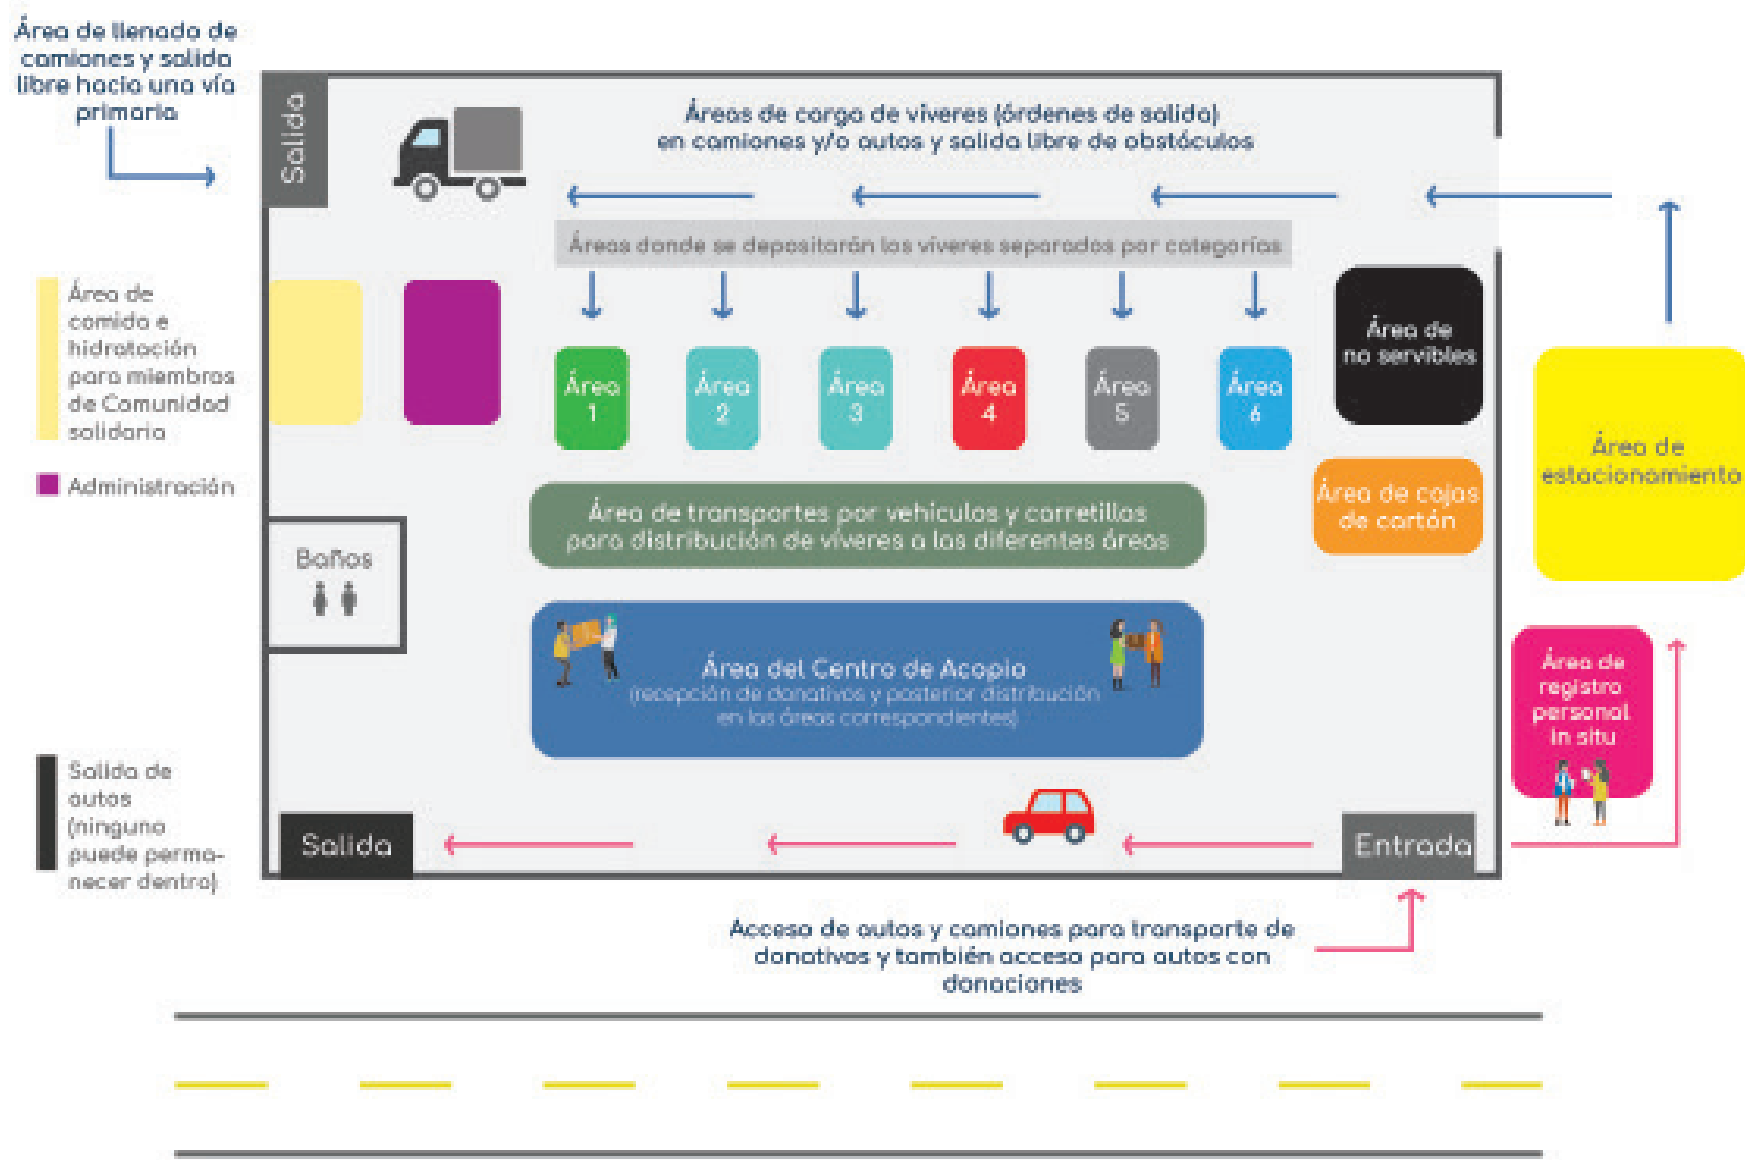 Área de llenado de
camiones y salida
libre hacia una vía
primaria
Salida
Áreas de carga de víveres (órdenes de salida)
en camiones y/o autos y salida libre de obstáculos
Áreas donde se depositarán los víveres separados por categorías
Área de
comida e
hidratación
para miembros
de Comunidad
solidaria
Administración
Área
1
Área
2
Área
3
Área
4
Área
5
Área
6
Área de
no servibles
Área de
estacionamiento
Área de cajas
de cartón
Área de transportes por vehículos y carretillas
para distribución de víveres a las diferentes áreas
Baños
Área del Centro de Acopio
(recepción de donativos y posterior distribución
en las áreas correspondientes)
Área de
registro
personal
in situ
Salida de
autos
(ninguno
puede perma-
necer dentro)
Salida
Entrada
Acceso de autos y camiones para transporte de
donativos y también acceso para autos con
donaciones